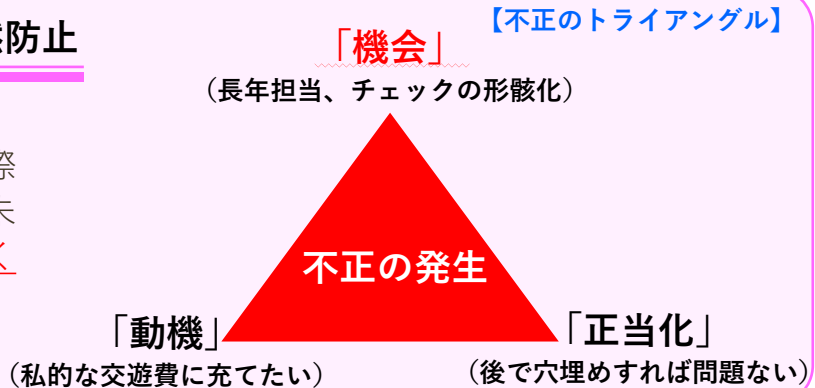 防止
【不正のトライアングル】
「機会」
（長年担当、チェックの形骸化）
際
不正の発生
「動機」
「正当化」
（私的な交遊費に充てたい）
（後で穴埋めすれば問題ない）